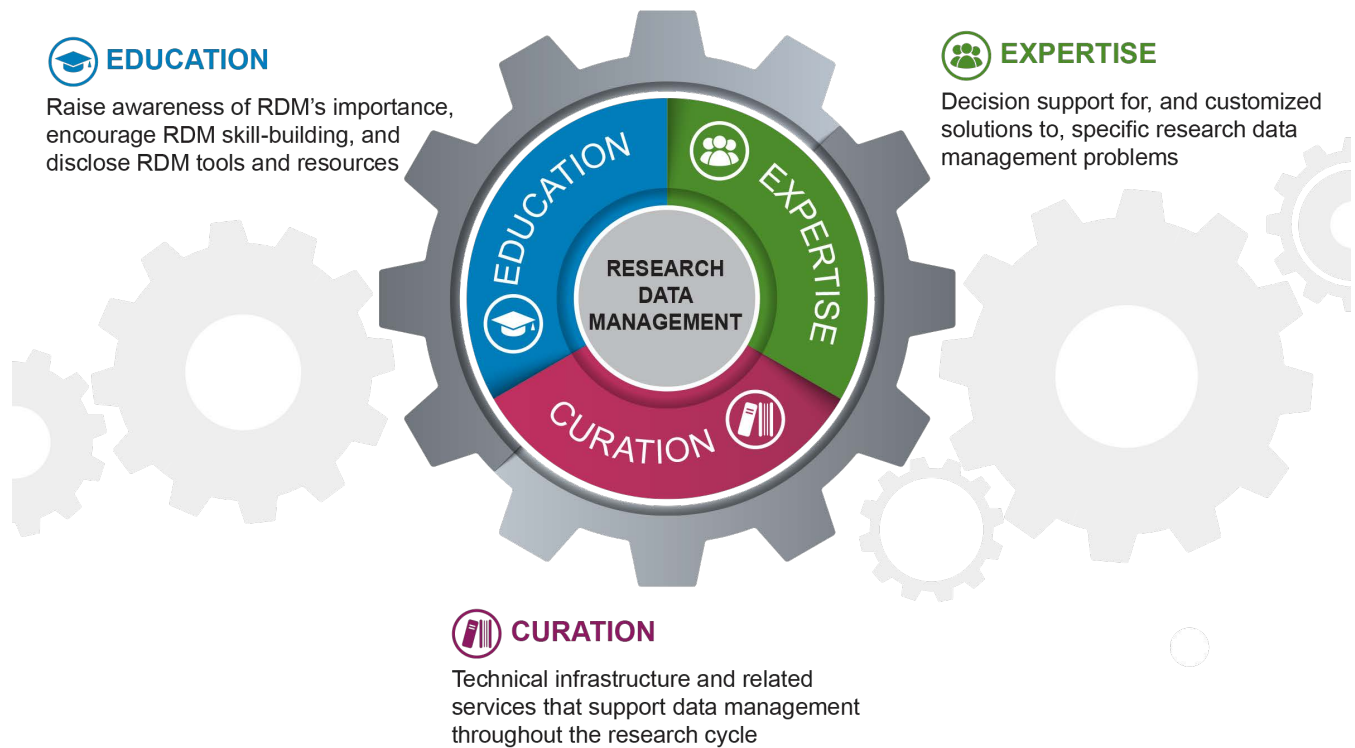 EDUCATION
Raise awareness of RDM’s importance,
encourage RDM skill-building, and
disclose RDM tools and resources
EXPERTISE
Decision support for, and customized
solutions to, specific research data
management problems
EDUCATION
EXPERTISE
RESEARCH
DATA
MANAGEMENT
CURATION
CURATION
Technical infrastructure and related
services that support data management
throughout the research cycle